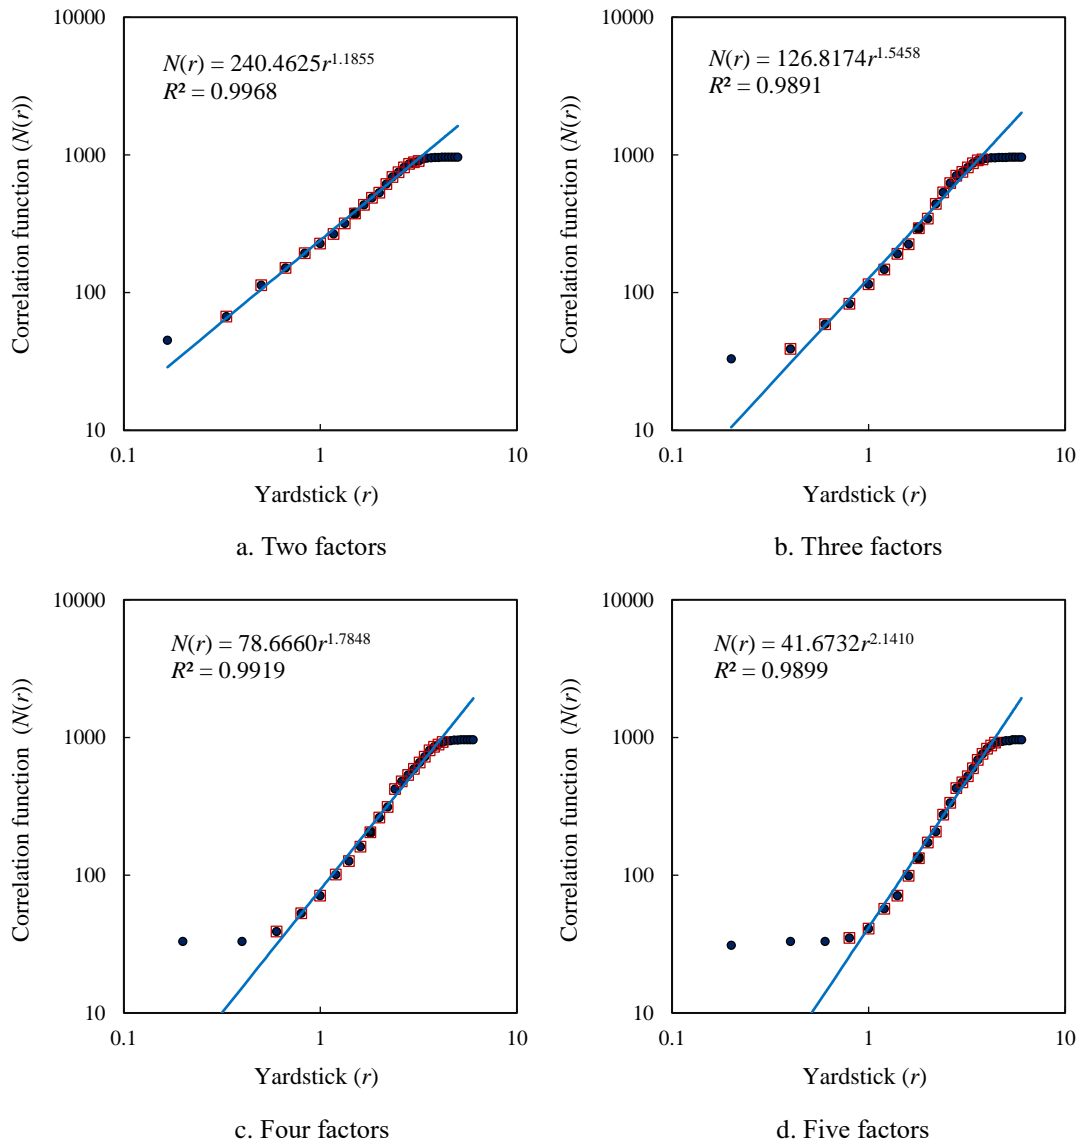 10000
1000
100
10
0.1
1
10
Correlation function (N(r))
N(r) = 240.4625r^1.1855
R² = 0.9968
Yardstick (r)
a. Two factors
10000
1000
100
10
0.1
1
10
Correlation function (N(r))
N(r) = 126.8174r^1.5458
R² = 0.9891
Yardstick (r)
b. Three factors
10000
1000
100
10
0.1
1
10
Correlation function (N(r))
N(r) = 78.6660r^1.7848
R² = 0.9919
Yardstick (r)
c. Four factors
10000
1000
100
10
0.1
1
10
Correlation function (N(r))
N(r) = 41.6732r^2.1410
R² = 0.9899
Yardstick (r)
d. Five factors